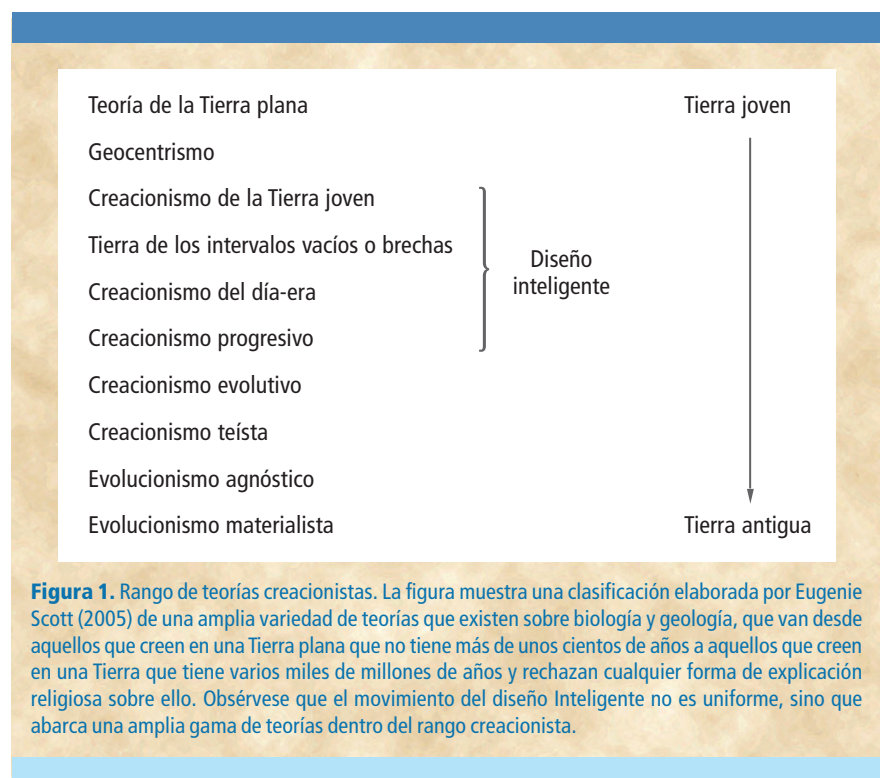 Teoría de la Tierra plana
Tierra joven
Geocentrismo
Creacionismo de la Tierra joven
Tierra de los intervalos vacíos o brechas
Creacionismo del día-era
Creacionismo progresivo
Diseño
inteligente
Creacionismo evolutivo
Creacionismo teísta
Evolucionismo agnóstico
Evolucionismo materialista
Tierra antigua
Figura 1. Rango de teorías creacionistas. La figura muestra una clasificación elaborada por Eugenie
Scott (2005) de una amplia variedad de teorías que existen sobre biología y geología, que van desde
aquellos que creen en una Tierra plana que no tiene más de unos cientos de años a aquellos que creen
en una Tierra que tiene varios miles de millones de años y rechazan cualquier forma de explicación
religiosa sobre ello. Obsérvese que el movimiento del diseño Inteligente no es uniforme, sino que
abarca una amplia gama de teorías dentro del rango creacionista.